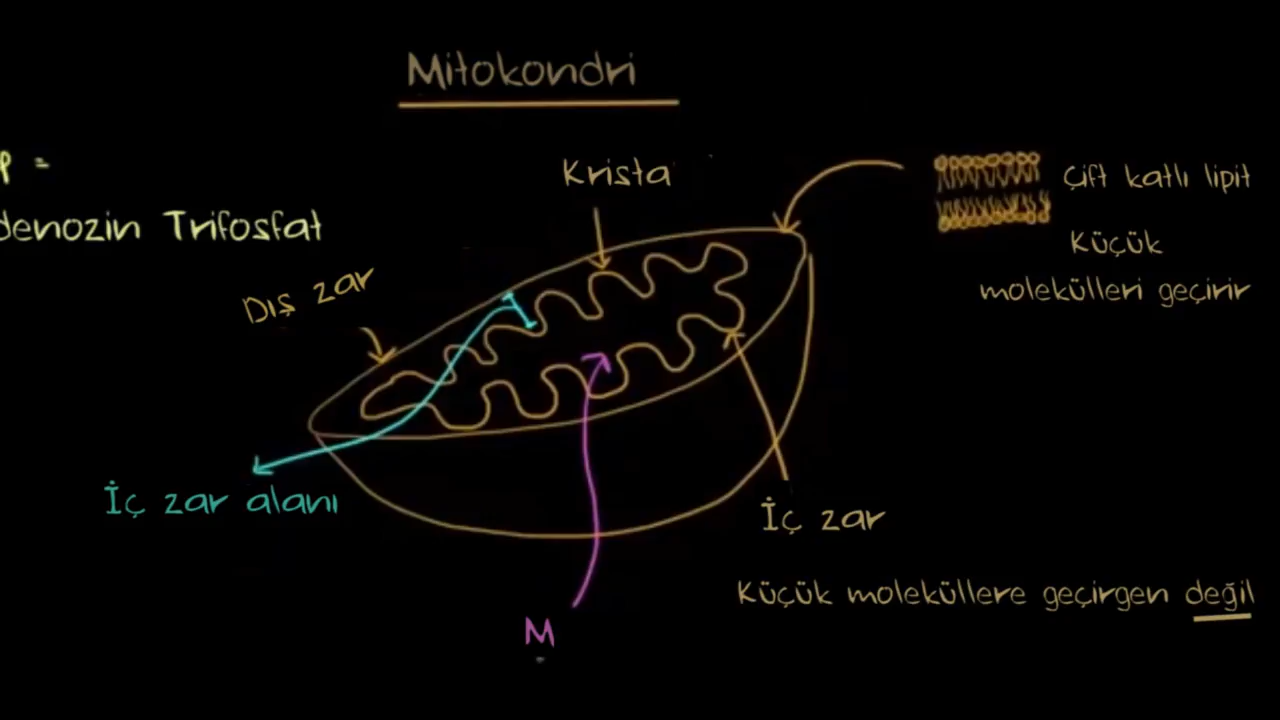 Mitokondri
P =
denozin Trifosfat
Krista
Dış zar
Çift katlı lipit
Küçük
molekülleri geçirir
İç zar alanı
İç zar
Küçük moleküllere geçirgen değil
M